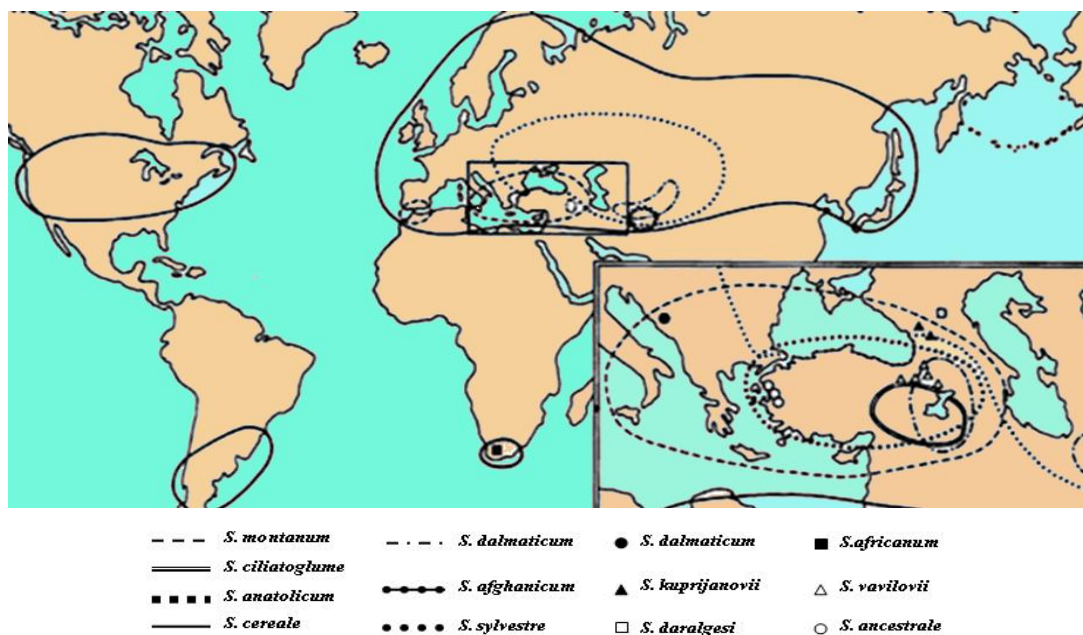 S. montanum
S. ciliatoglume
S. anatolicum
S. cereale
S. dalmaticum
S. afghanicum
S. sylvestre
S. dalmaticum
S. kuprijanovii
S. daralgesi
S.africanum
S. vavilovii
S. ancestrale